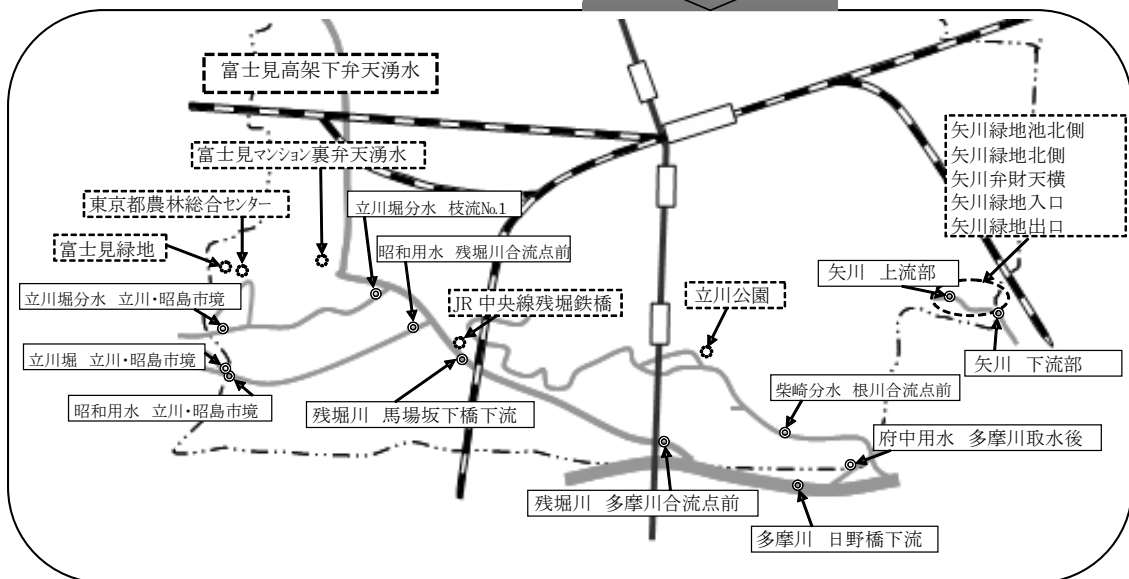 富士見高架下弁天湧水
富士見マンション裏弁天湧水
東京都農林総合センター
富士見緑地
立川堀分水 枝流No.1
昭和用水 残堀川合流点前
JR 中央線残堀鉄橋
立川公園
矢川緑地池北側
矢川緑地北側
矢川弁財天横
矢川緑地入口
矢川緑地出口
矢川 上流部
矢川 下流部
立川堀分水 立川・昭島市境
立川堀 立川・昭島市境
昭和用水 立川・昭島市境
残堀川 馬場坂下橋下流
柴崎分水 根川合流点前
府中用水 多摩川取水後
残堀川 多摩川合流点前
多摩川 日野橋下流